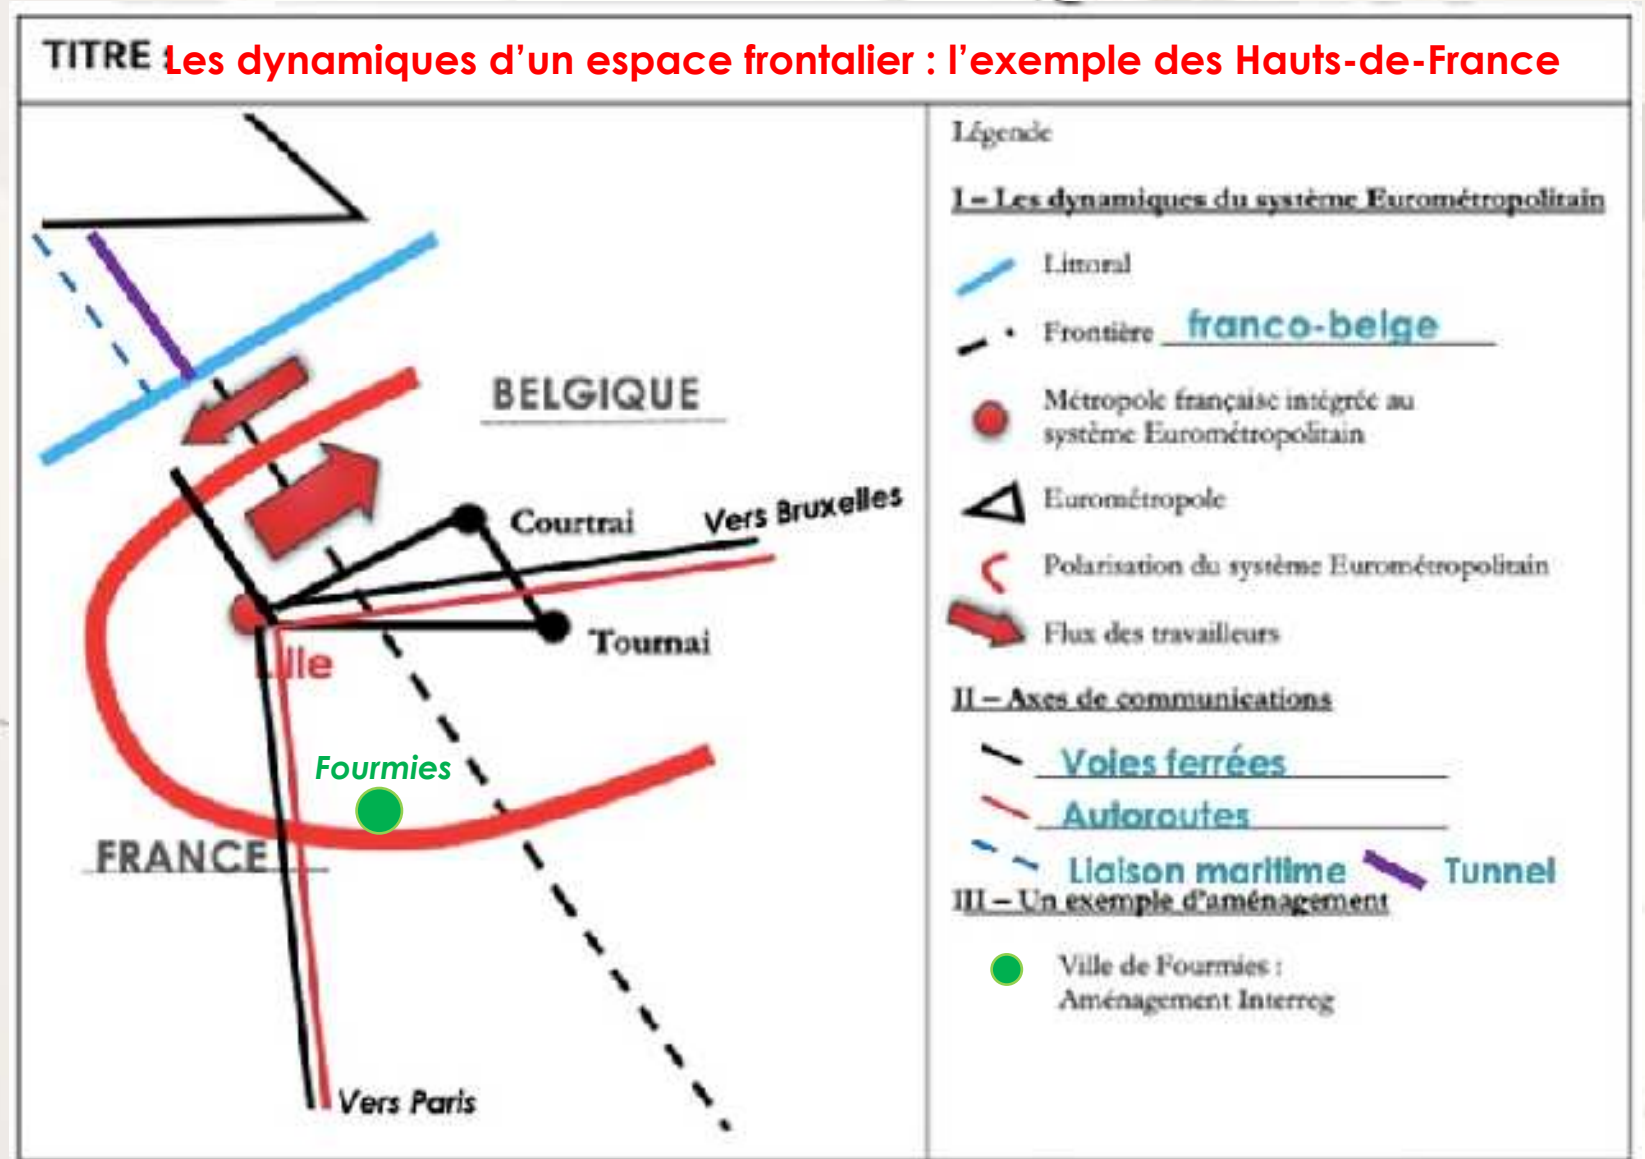 TITRE : Les dynamiques d’un espace frontalier : l’exemple des Hauts-de-France
BELGIQUE
Courtrai
Vers Bruxelles
Tournai
Lille
Fourmies
FRANCE
Vers Paris
Légende
I – Les dynamiques du système Eurométropolitain
Littoral
Frontière franco-belge
Métropole française intégrée au
système Eurométropolitain
Eurométropole
Polarisation du système Eurométropolitain
Flux des travailleurs
II – Axes de communications
Voies ferrées
Autoroutes
Liaison maritime Tunnel
III – Un exemple d'aménagement
Ville de Fourmies :
Aménagement Interreg